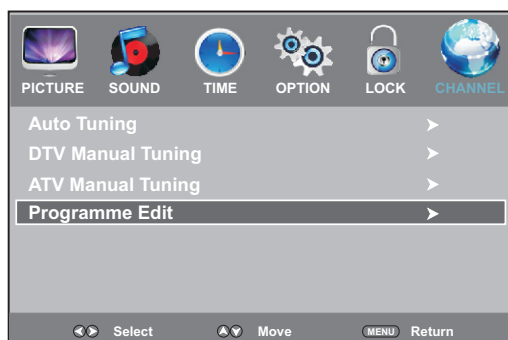 PICTURE SOUND TIME OPTION LOCK CHANNEL
Auto Tuning
DTV Manual Tuning
ATV Manual Tuning
Programme Edit
Select Move MENU Return